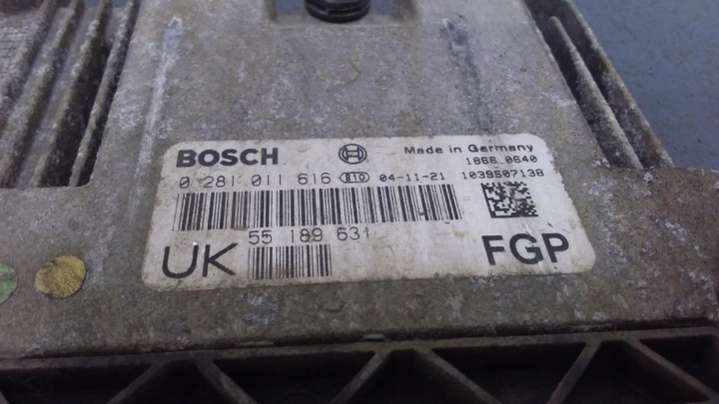 BOSCH Made in Germany
1866 0640
0 281 011 616 810 04-11-21 1039S07138
55 189 631
UK FGP